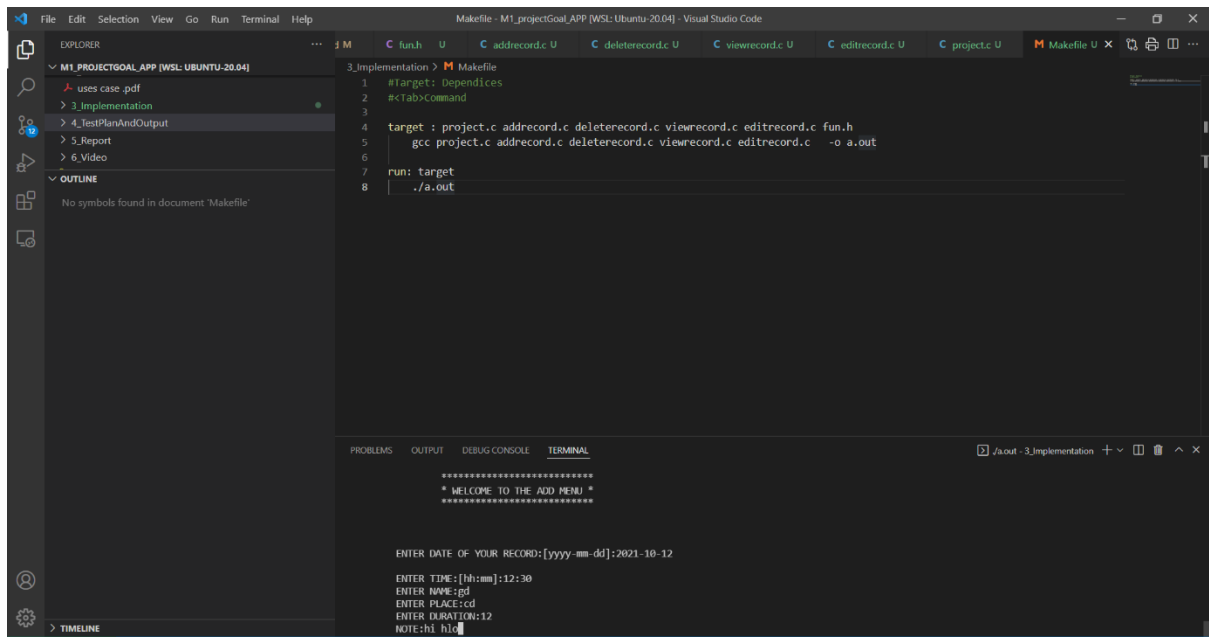 File Edit Selection View Go Run Terminal Help
Makefile - M1_projectGoal_APP [WSL: Ubuntu-20.04] - Visual Studio Code
EXPLORER
M1_PROJECTGOAL_APP [WSL: UBUNTU-20.04]
uses case .pdf
3_Implementation
4_TestPlanAndOutput
5_Report
6_Video
OUTLINE
No symbols found in document 'Makefile'
TIMELINE
12
M C fun.h U C addrecord.c U C deleterecord.c U C viewrecord.c U C editrecord.c U C project.c U M Makefile U
3_Implementation > M Makefile
1 #Target: Dependices
2 #<Tab>Command
3
4 target : project.c addrecord.c deleterecord.c viewrecord.c editrecord.c fun.h
5 gcc project.c addrecord.c deleterecord.c viewrecord.c editrecord.c -o a.out
6
7 run: target
8 ./a.out
PROBLEMS OUTPUT DEBUG CONSOLE TERMINAL
./a.out - 3_Implementation
***************************
* WELCOME TO THE ADD MENU *
***************************
ENTER DATE OF YOUR RECORD:[yyyy-mm-dd]:2021-10-12
ENTER TIME:[hh:mm]:12:30
ENTER NAME:gd
ENTER PLACE:cd
ENTER DURATION:12
NOTE:hi hlo